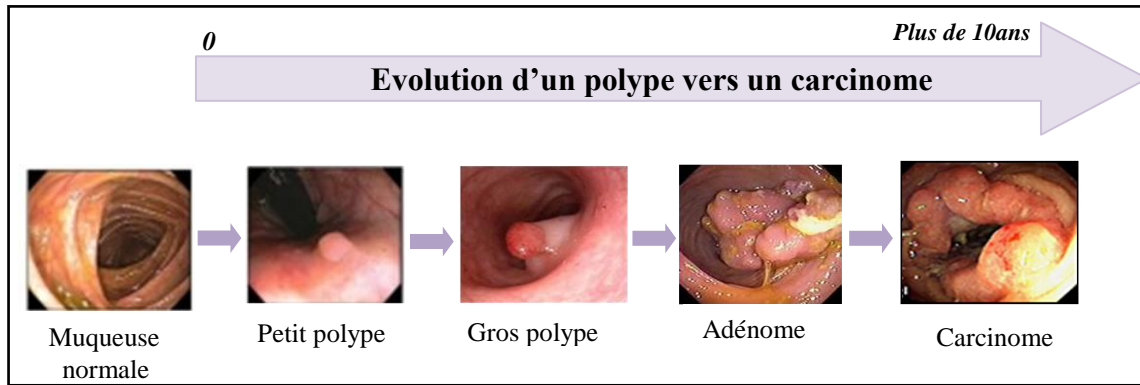 0
Plus de 10ans
Evolution d'un polype vers un carcinome
Muqueuse
normale
Petit polype
Gros polype
Adénome
Carcinome